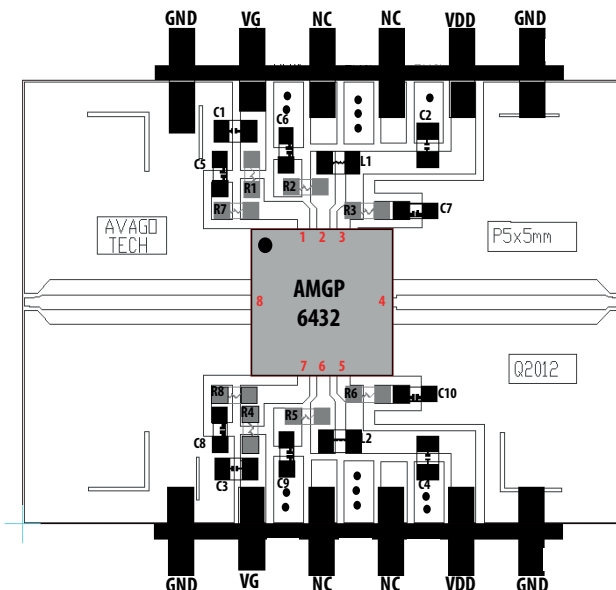 GND VG NC NC VDD GND
C1 C6 C2
C5 L1
R1 R2
R7 R3 C7
AVAGO
TECH
P5x5mm
1 2 3
8 AMGP 4
6432
7 6 5
Q2012
R8 R6 C10
R4 R5
C8 L2
C3 C9 C4
GND VG NC NC VDD GND